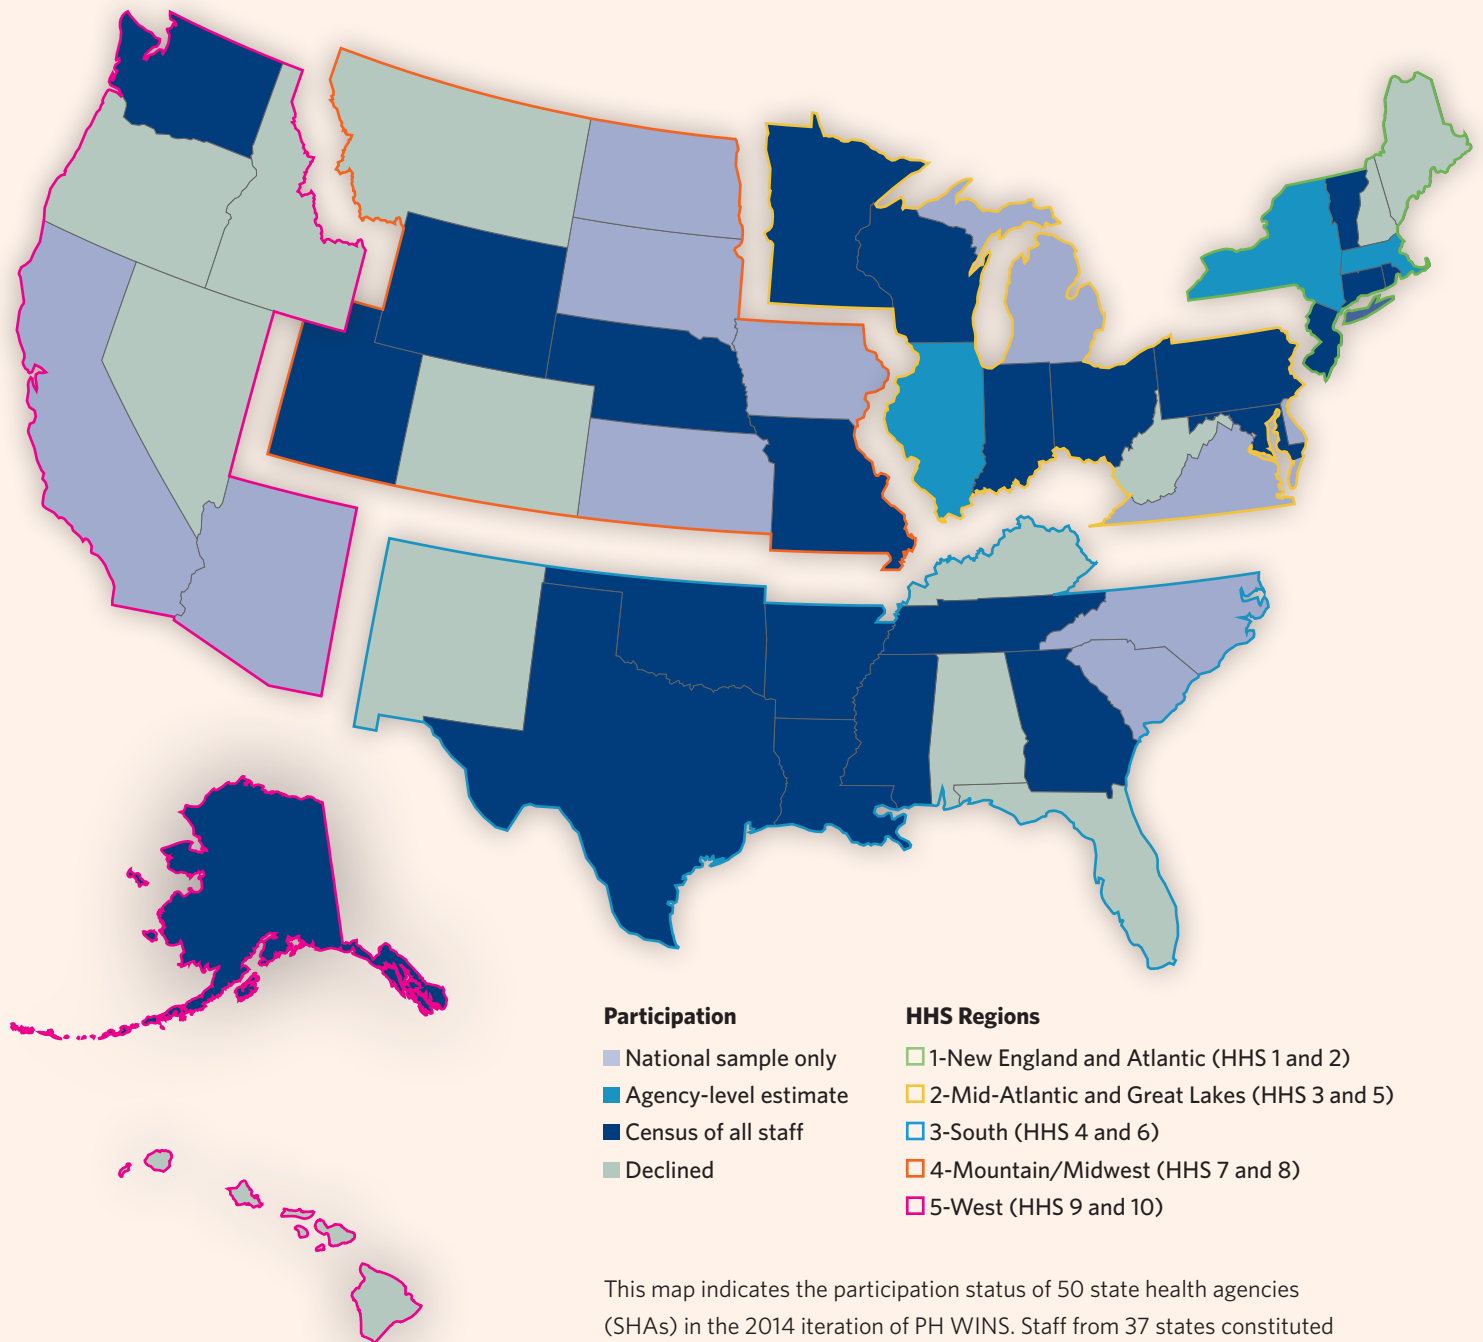 Participation
National sample only
Agency-level estimate
Census of all staff
Declined
HHS Regions
1-New England and Atlantic (HHS 1 and 2)
2-Mid-Atlantic and Great Lakes (HHS 3 and 5)
3-South (HHS 4 and 6)
4-Mountain/Midwest (HHS 7 and 8)
5-West (HHS 9 and 10)
This map indicates the participation status of 50 state health agencies
(SHAs) in the 2014 iteration of PH WINS. Staff from 37 states constituted